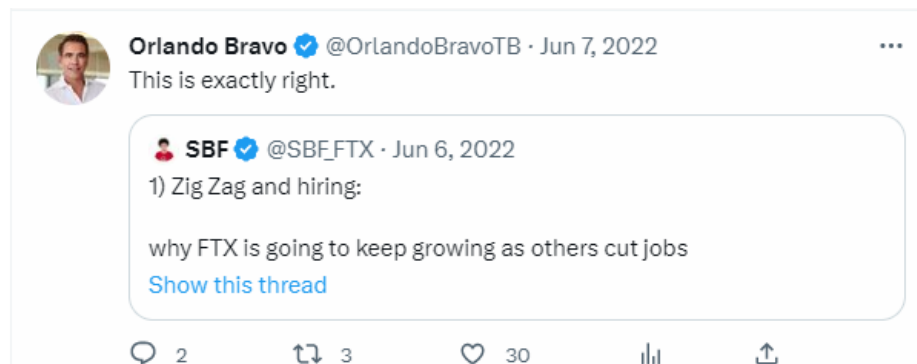 Orlando Bravo @OrlandoBravoTB · Jun 7, 2022
This is exactly right.
SBF @SBF_FTX · Jun 6, 2022
1) Zig Zag and hiring:
why FTX is going to keep growing as others cut jobs
Show this thread
2 3 30